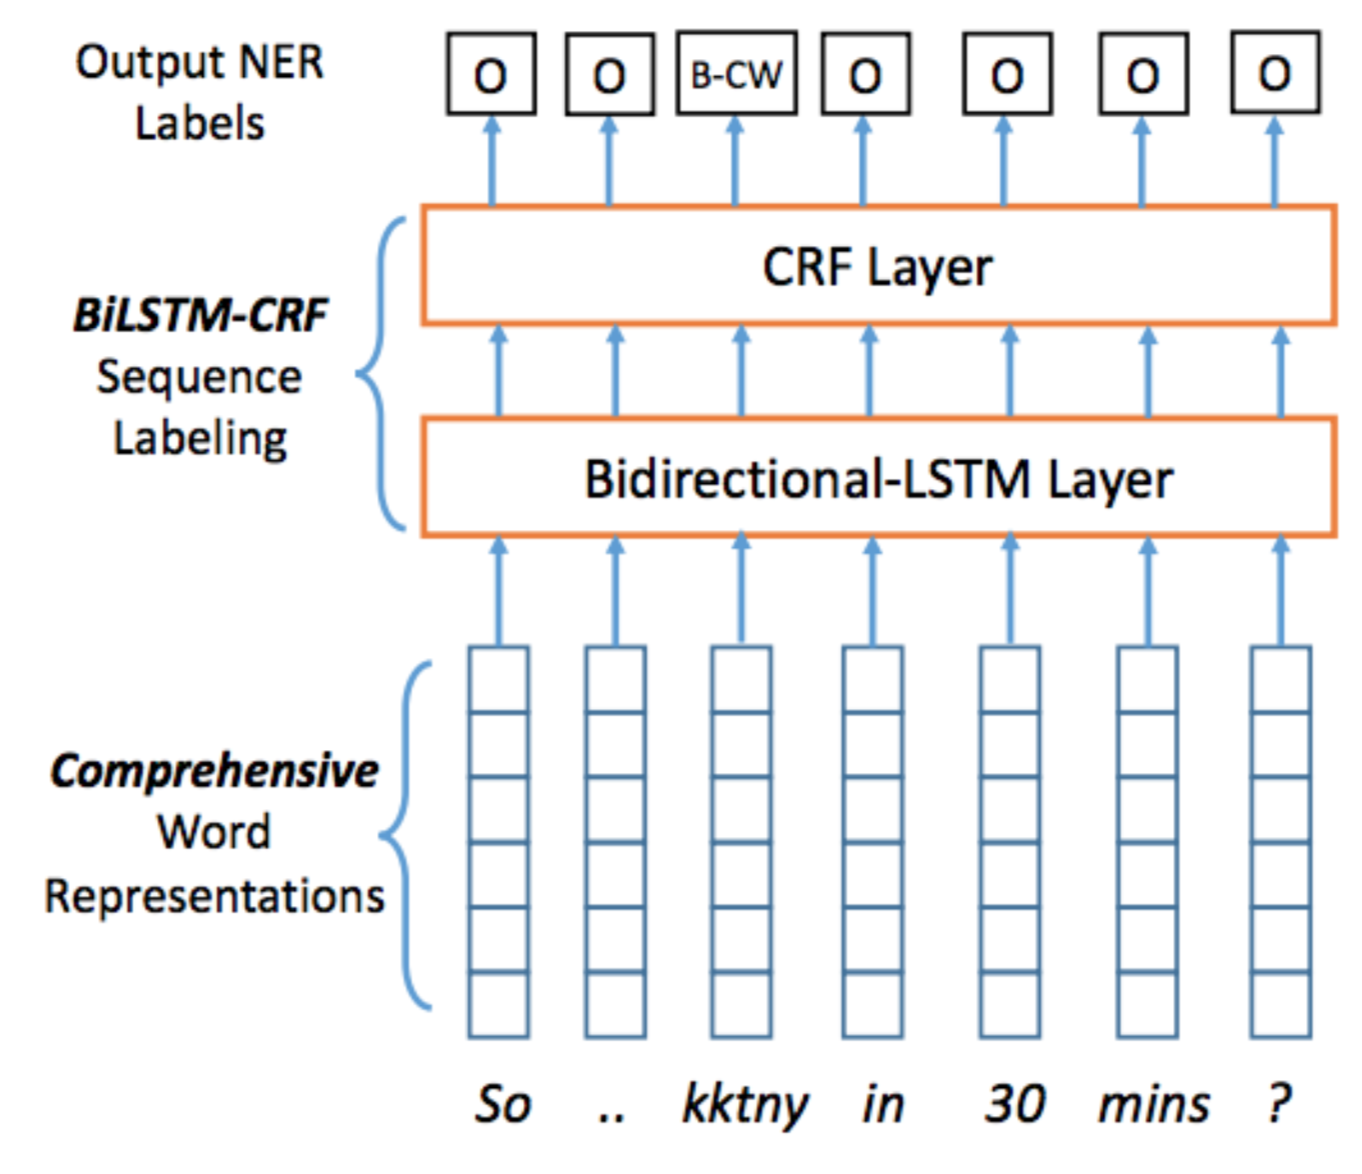 Output NER
Labels
O O B-CW O O O O
CRF Layer
BiLSTM-CRF
Sequence
Labeling
Bidirectional-LSTM Layer
Comprehensive
Word
Representations
So .. kktny in 30 mins ?